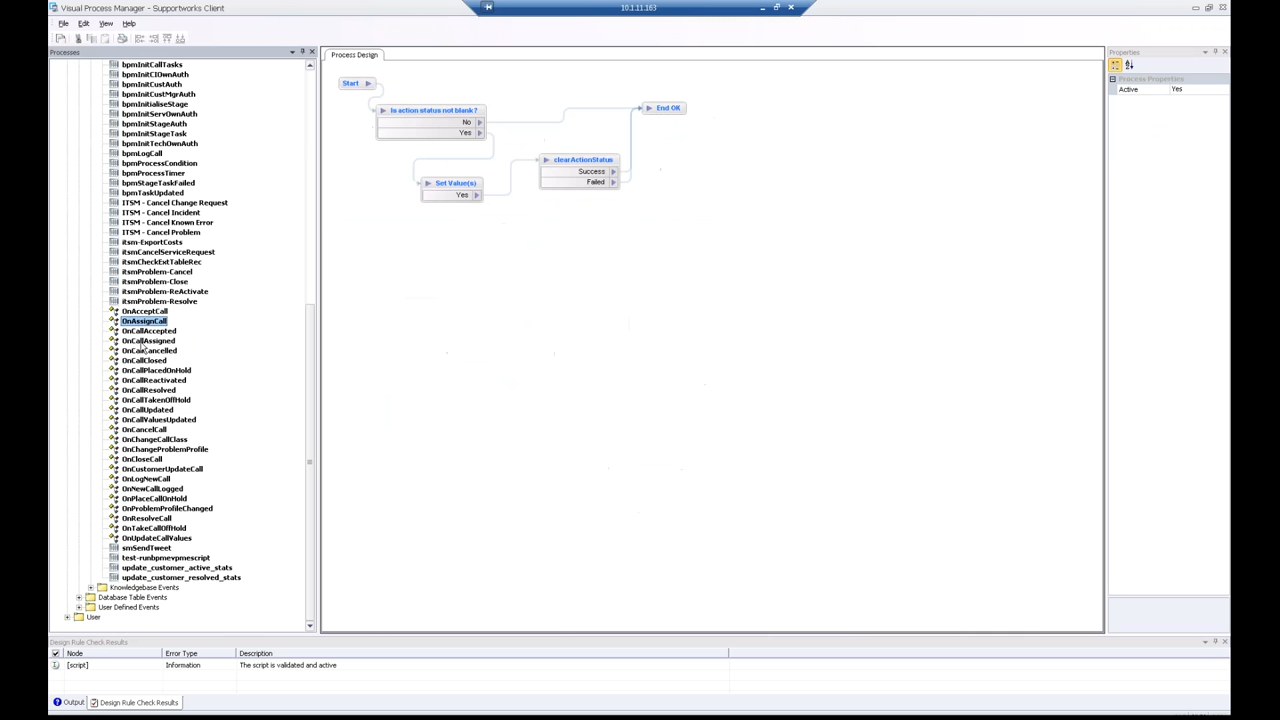 Visual Process Manager - Supportworks Client
10.1.11.163
File Edit View Help
Processes
bpmInitCallTasks
bpmInitCIOwnAuth
bpmInitCustAuth
bpmInitCustMgrAuth
bpmInitialiseStage
bpmInitServOwnAuth
bpmInitStageAuth
bpmInitStageTask
bpmInitTechOwnAuth
bpmLogCall
bpmProcessCondition
bpmProcessTimer
bpmStageTaskFailed
bpmTaskUpdated
ITSM - Cancel Change Request
ITSM - Cancel Incident
ITSM - Cancel Known Error
ITSM - Cancel Problem
itsm-ExportCosts
itsmCancelServiceRequest
itsmCheckExtTableRec
itsmProblem-Cancel
itsmProblem-Close
itsmProblem-ReActivate
itsmProblem-Resolve
OnAcceptCall
OnAssignCall
OnCallAccepted
OnCallAssigned
OnCallCancelled
OnCallClosed
OnCallPlacedOnHold
OnCallReactivated
OnCallResolved
OnCallTakenOffHold
OnCallUpdated
OnCallValuesUpdated
OnCancelCall
OnChangeCallClass
OnChangeProblemProfile
OnCloseCall
OnCustomerUpdateCall
OnLogNewCall
OnNewCallLogged
OnPlaceCallOnHold
OnProblemProfileChanged
OnResolveCall
OnTakeCallOffHold
OnUpdateCallValues
smSendTweet
test-runbpmevpmescript
update_customer_active_stats
update_customer_resolved_stats
Knowledgebase Events
Database Table Events
User Defined Events
User
Process Design
Start
Is action status not blank?
No
Yes
End OK
clearActionStatus
Success
Failed
Set Value(s)
Yes
Properties
Process Properties
Active Yes
Design Rule Check Results
Node Error Type Description
[script] Information The script is validated and active
Output Design Rule Check Results